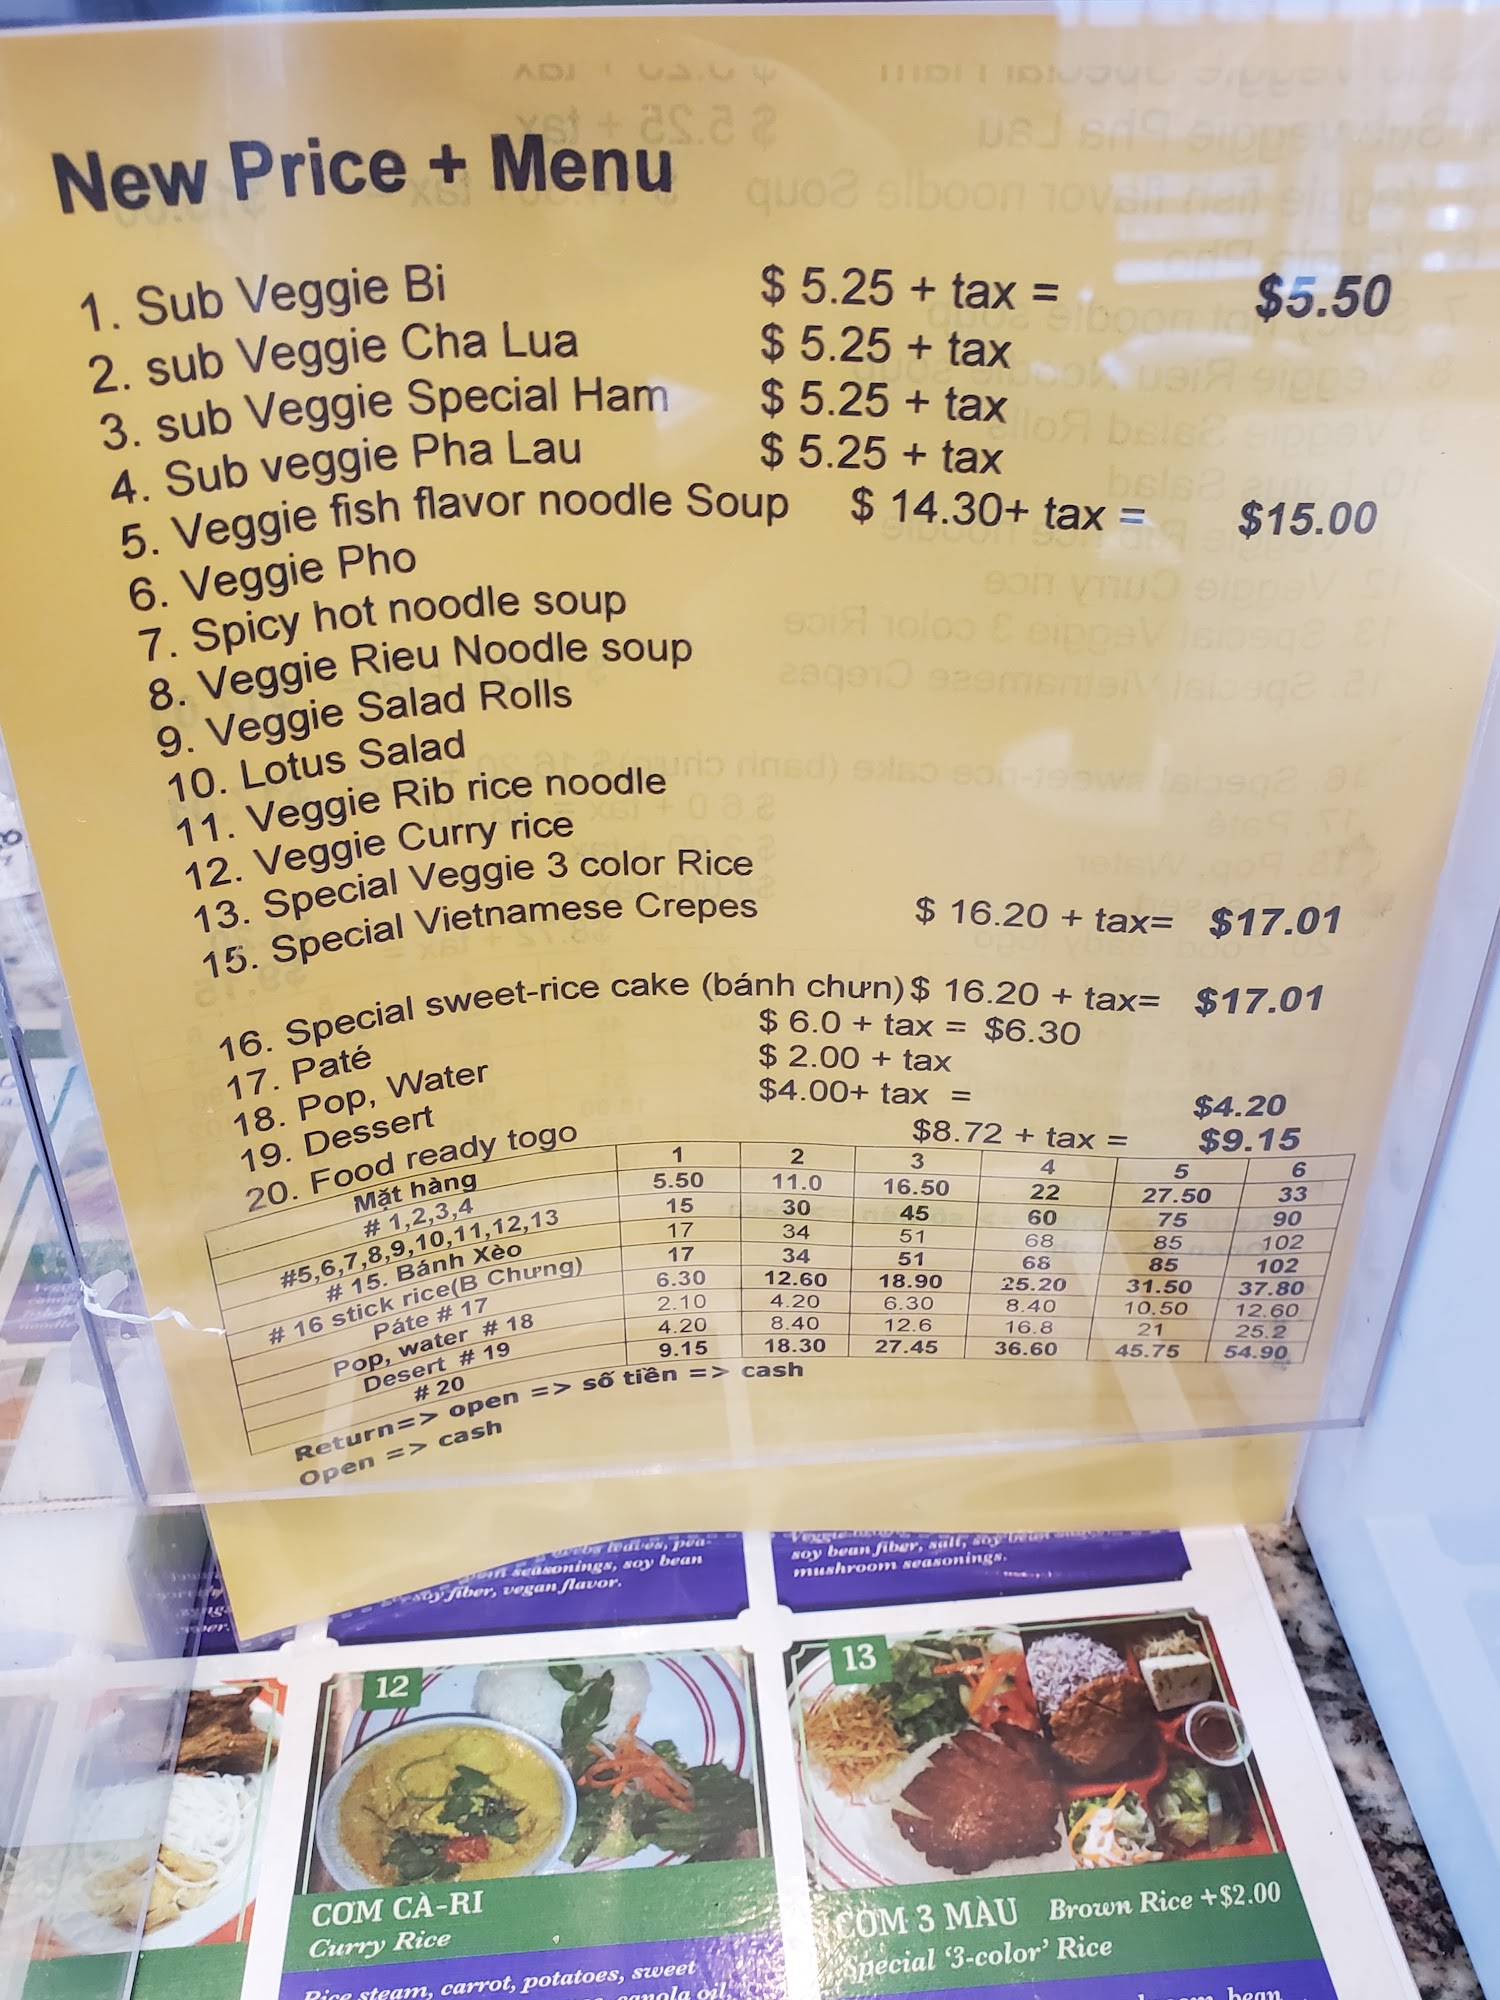 New Price + Menu
1. Sub Veggie Bi $ 5.25 + tax = $5.50
2. sub Veggie Cha Lua $ 5.25 + tax
3. sub Veggie Special Ham $ 5.25 + tax
4. Sub veggie Pha Lau $ 5.25 + tax
5. Veggie fish flavor noodle Soup $ 14.30+ tax = $15.00
6. Veggie Pho
7. Spicy hot noodle soup
8. Veggie Rieu Noodle soup
9. Veggie Salad Rolls
10. Lotus Salad
11. Veggie Rib rice noodle
12. Veggie Curry rice
13. Special Veggie 3 color Rice
15. Special Vietnamese Crepes $ 16.20 + tax= $17.01
16. Special sweet-rice cake (bánh chưn) $ 16.20 + tax= $17.01
17. Paté $ 6.0 + tax = $6.30
18. Pop, Water $ 2.00 + tax
19. Dessert $4.00+ tax = $4.20
20. Food ready togo $8.72 + tax = $9.15
Mặt hàng 1 2 3 4 5 6
# 1,2,3,4 5.50 11.0 16.50 22 27.50 33
#5,6,7,8,9,10,11,12,13 15 30 45 60 75 90
# 15. Bánh Xèo 17 34 51 68 85 102
# 16 stick rice(B Chưng) 17 34 51 68 85 102
Páte # 17 6.30 12.60 18.90 25.20 31.50 37.80
Pop, water # 18 2.10 4.20 6.30 8.40 10.50 12.60
Desert # 19 4.20 8.40 12.6 16.8 21 25.2
# 20 9.15 18.30 27.45 36.60 45.75 54.90
Return=> open => số tiền => cash
Open => cash
leaves,
seasonings, soy bean
fiber, vegan flavor.
soy bean fiber, salt, soy bean
mushroom seasonings.
12
CƠM CÀ-RI
Curry Rice
Rice steam, carrot, potatoes, sweet
canola oil,
13
CƠM 3 MÀU Brown Rice +$2.00
Special '3-color' Rice
bean